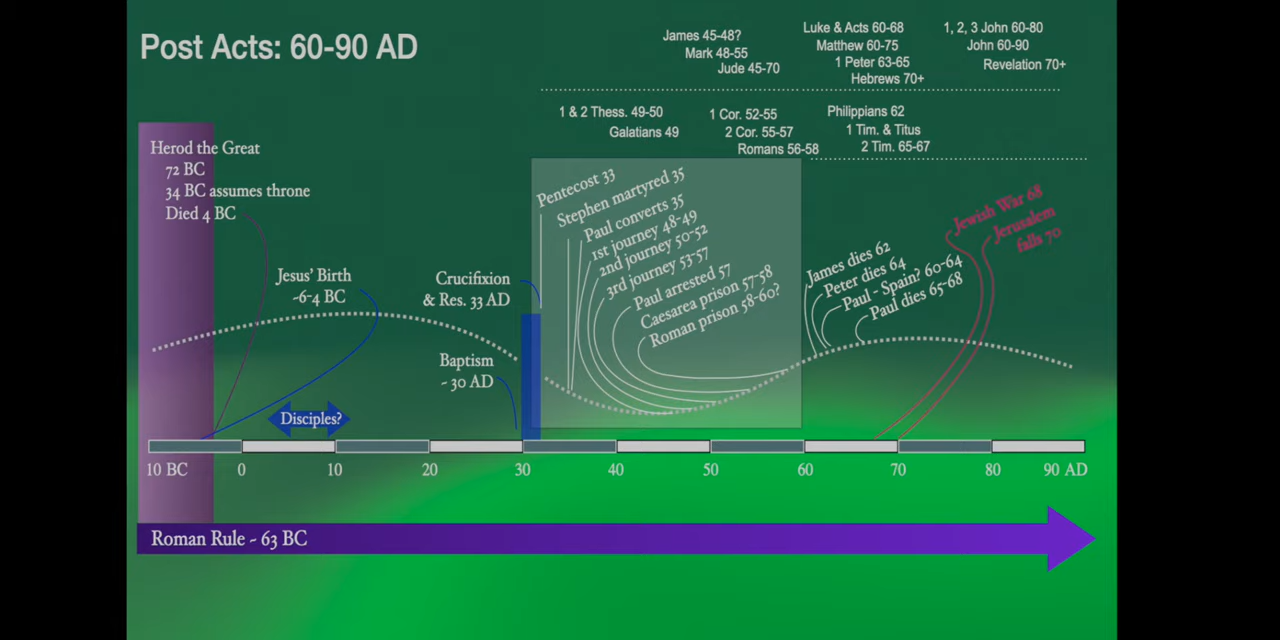 Post Acts: 60-90 AD
James 45-48?
Mark 48-55
Jude 45-70
Luke & Acts 60-68
Matthew 60-75
1 Peter 63-65
Hebrews 70+
1, 2, 3 John 60-80
John 60-90
Revelation 70+
1 & 2 Thess. 49-50
Galatians 49
1 Cor. 52-55
2 Cor. 55-57
Romans 56-58
Philippians 62
1 Tim. & Titus
2 Tim. 65-67
Herod the Great
72 BC
34 BC assumes throne
Died 4 BC
Jesus' Birth
~6-4 BC
Crucifixion
& Res. 33 AD
Baptism
~ 30 AD
Disciples?
Pentecost 33
Stephen martyred 35
Paul converts 35
1st journey 48-49
2nd journey 50-52
3rd journey 53-57
Paul arrested 57
Caesarea prison 57-58
Roman prison 58-60?
James dies 62
Peter dies 64
Paul - Spain? 60-64
Paul dies 65-68
Jewish War 68
Jerusalem
falls 70
10 BC 0 10 20 30 40 50 60 70 80 90 AD
Roman Rule ~ 63 BC